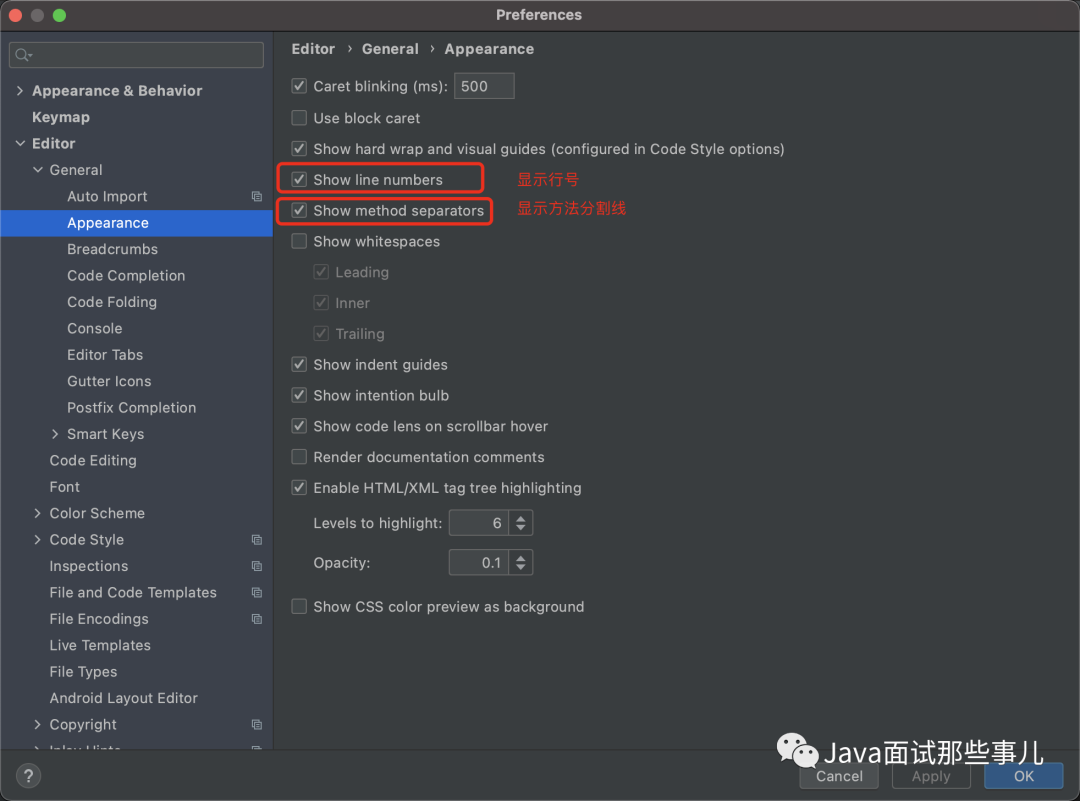 Preferences
Appearance & Behavior
Keymap
Editor
General
Auto Import
Appearance
Breadcrumbs
Code Completion
Code Folding
Console
Editor Tabs
Gutter Icons
Postfix Completion
Smart Keys
Code Editing
Font
Color Scheme
Code Style
Inspections
File and Code Templates
File Encodings
Live Templates
File Types
Android Layout Editor
Copyright
Inlay Hints
Editor › General › Appearance
Caret blinking (ms): 500
Use block caret
Show hard wrap and visual guides (configured in Code Style options)
Show line numbers 显示行号
Show method separators 显示方法分割线
Show whitespaces
Leading
Inner
Trailing
Show indent guides
Show intention bulb
Show code lens on scrollbar hover
Render documentation comments
Enable HTML/XML tag tree highlighting
Levels to highlight: 6
Opacity: 0.1
Show CSS color preview as background
Java面试那些事儿
?
Cancel
Apply
OK